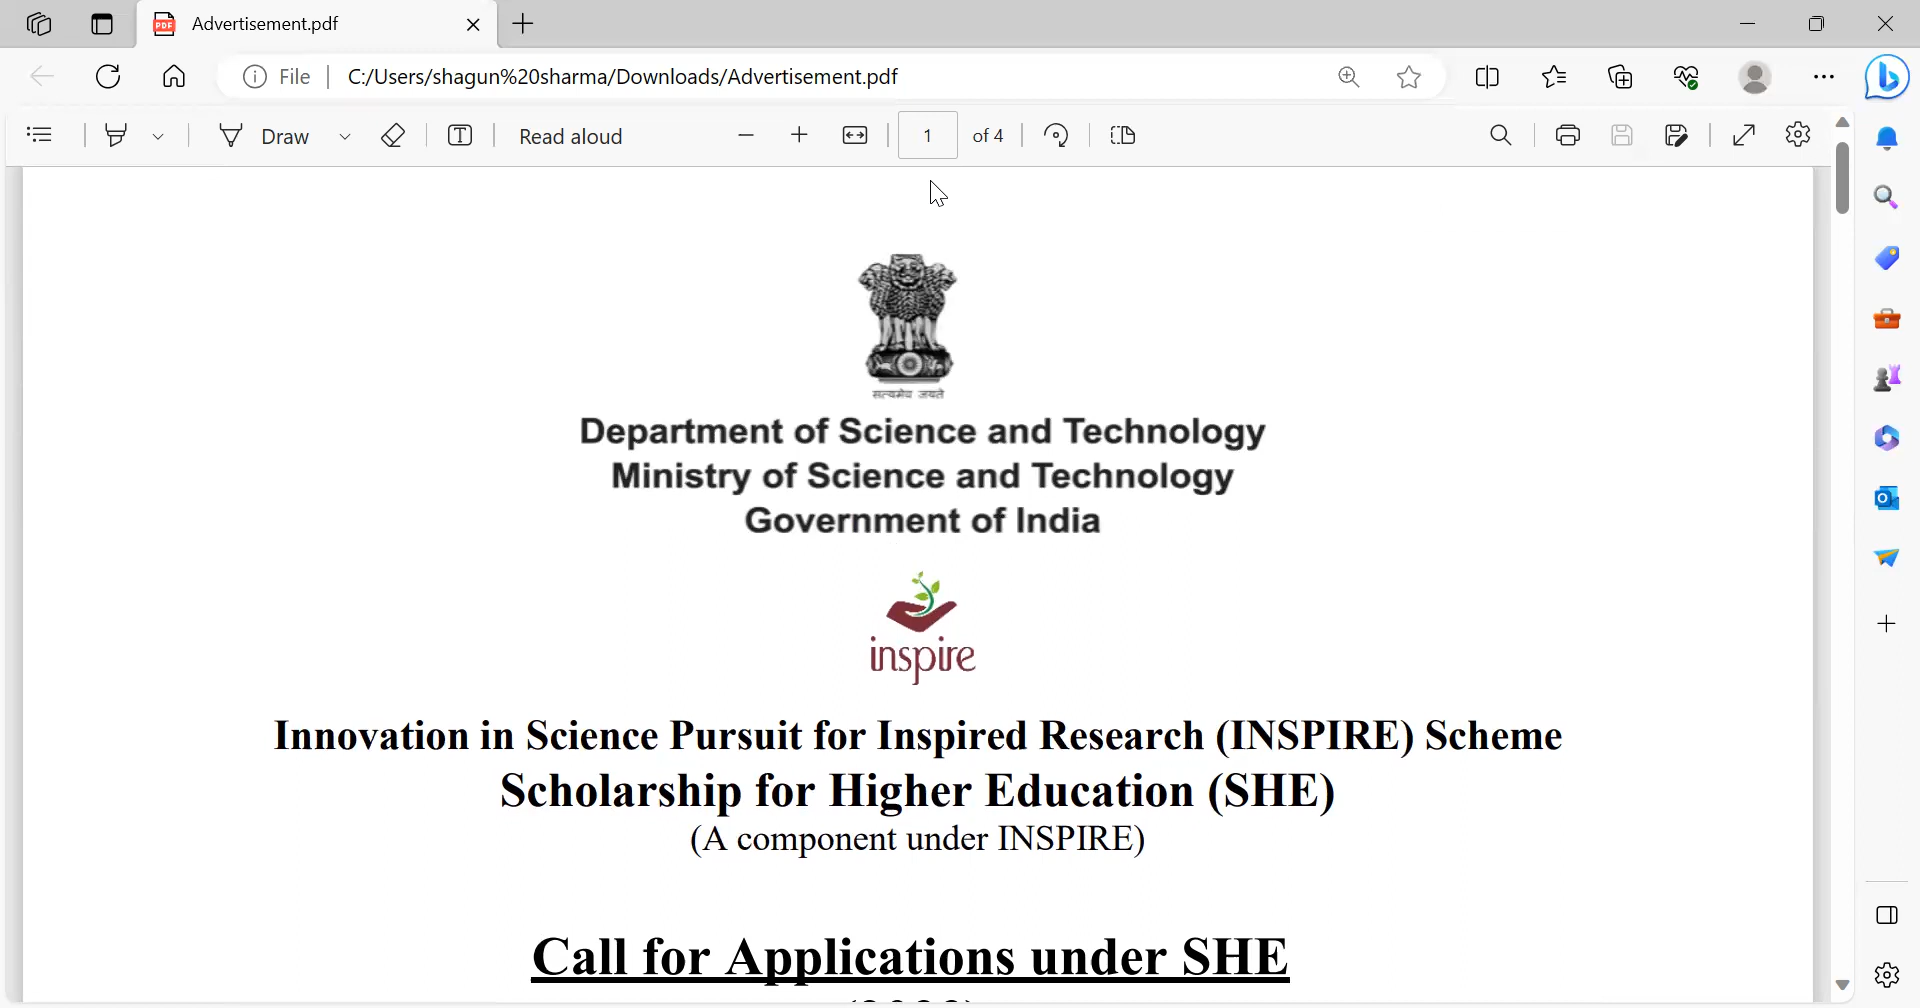 Advertisement.pdf
File
C:/Users/shagun%20sharma/Downloads/Advertisement.pdf
Draw
Read aloud
1 of 4
सत्यमेव जयते
Department of Science and Technology
Ministry of Science and Technology
Government of India
inspire
Innovation in Science Pursuit for Inspired Research (INSPIRE) Scheme
Scholarship for Higher Education (SHE)
(A component under INSPIRE)
Call for Applications under SHE